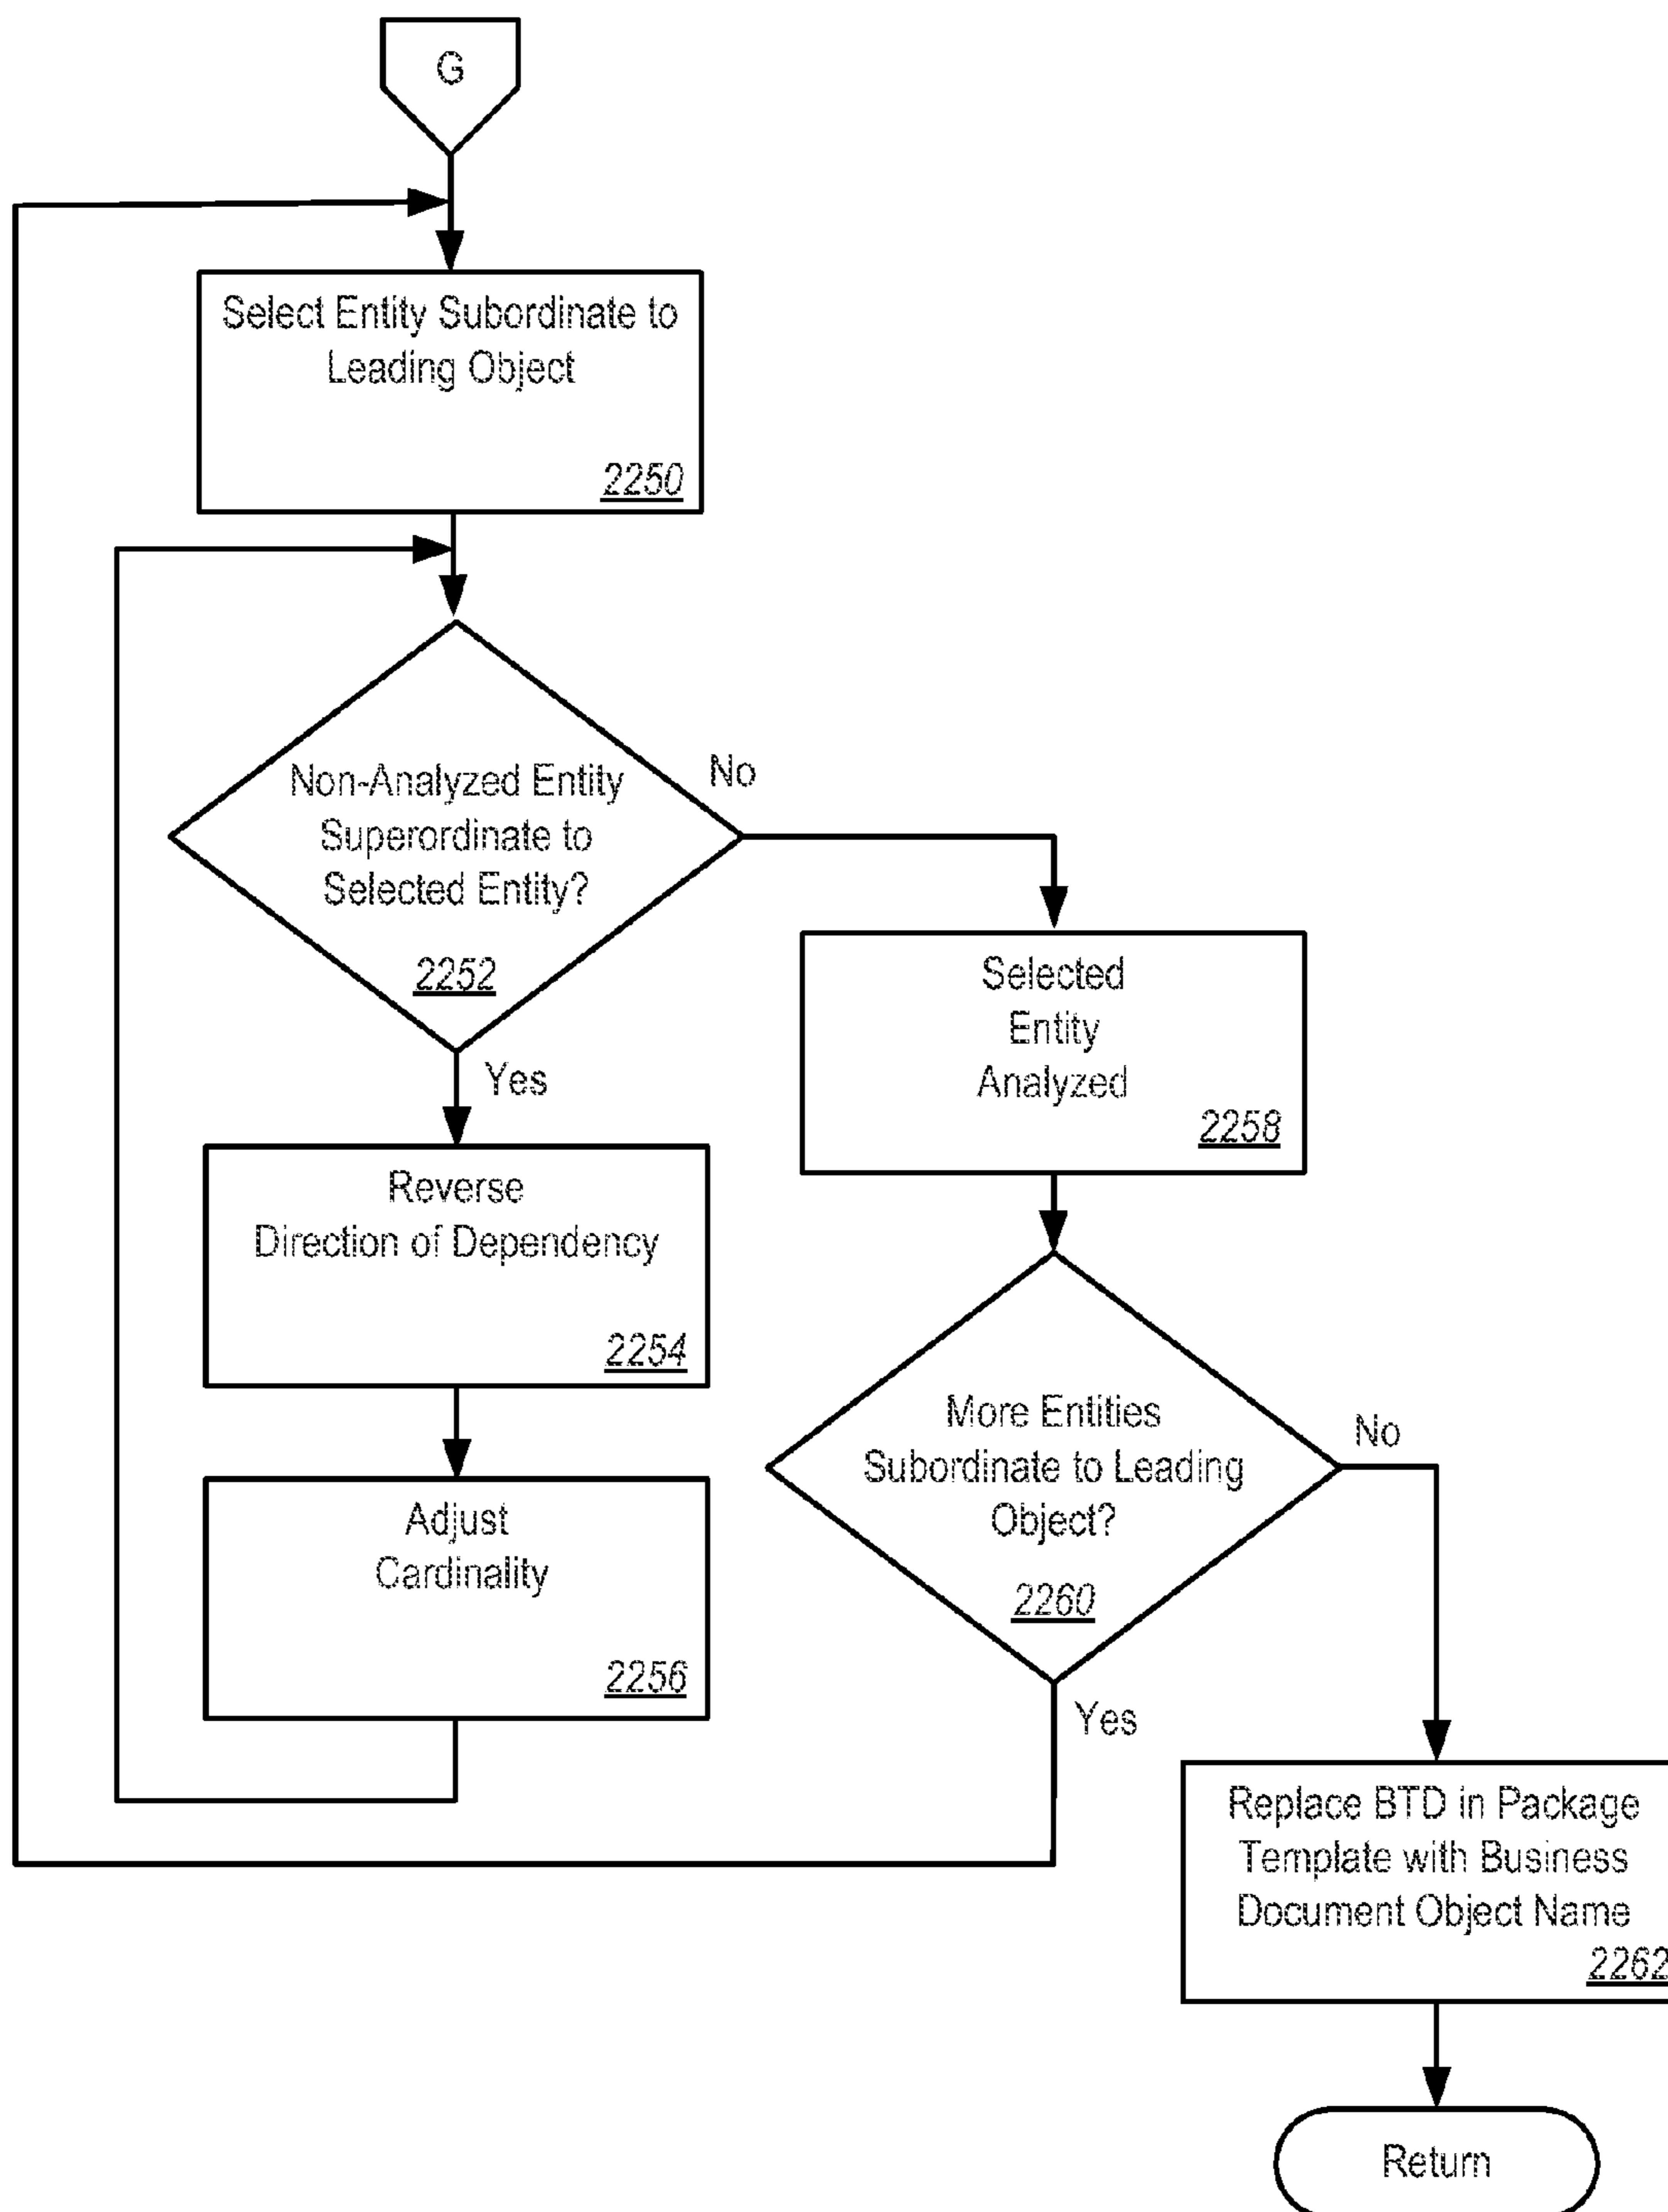 G
Select Entity Subordinate to
Leading Object
2250
Non-Analyzed Entity
Superordinate to
Selected Entity?
2252
No
Yes
Reverse
Direction of Dependency
2254
Adjust
Cardinality
2256
Selected
Entity
Analyzed
2258
More Entities
Subordinate to Leading
Object?
2260
No
Yes
Replace BTD in Package
Template with Business
Document Object Name
2262
Return